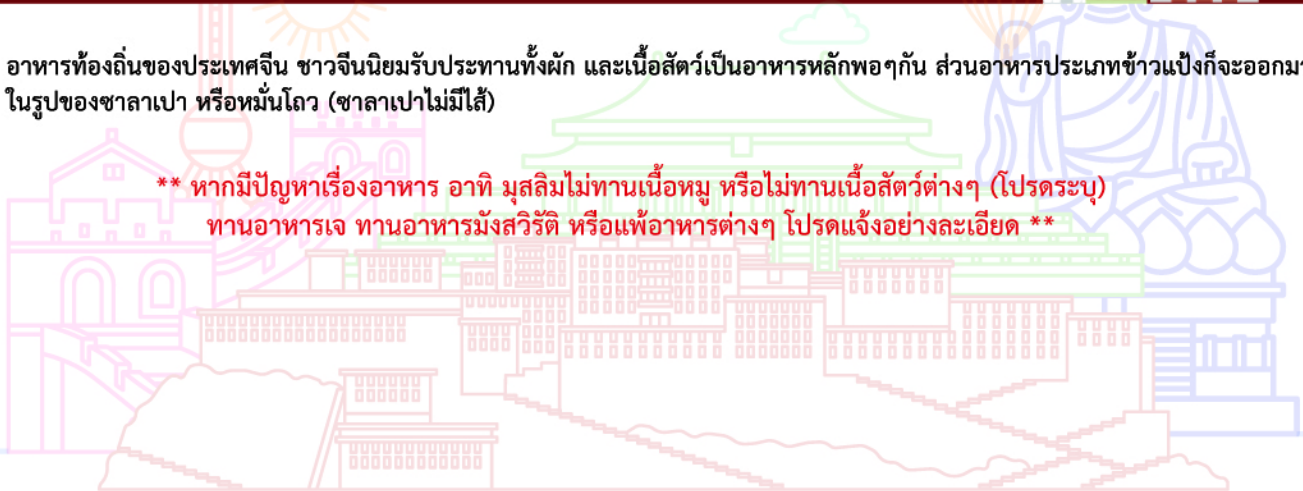 อาหารท้องถิ่นของประเทศจีน ชาวจีนนิยมรับประทานทั้งผัก และเนื้อสัตว์เป็นอาหารหลักพอๆกัน ส่วนอาหารประเภทข้าวแป้งก็จะออกมา
ในรูปของซาลาเปา หรือหมั่นโถว (ซาลาเปาไม่มีไส้)
** หากมีปัญหาเรื่องอาหาร อาทิ มุสลิมไม่ทานเนื้อหมู หรือไม่ทานเนื้อสัตว์ต่างๆ (โปรดระบุ)
ทานอาหารเจ ทานอาหารมังสวิรัติ หรือแพ้อาหารต่างๆ โปรดแจ้งอย่างละเอียด **